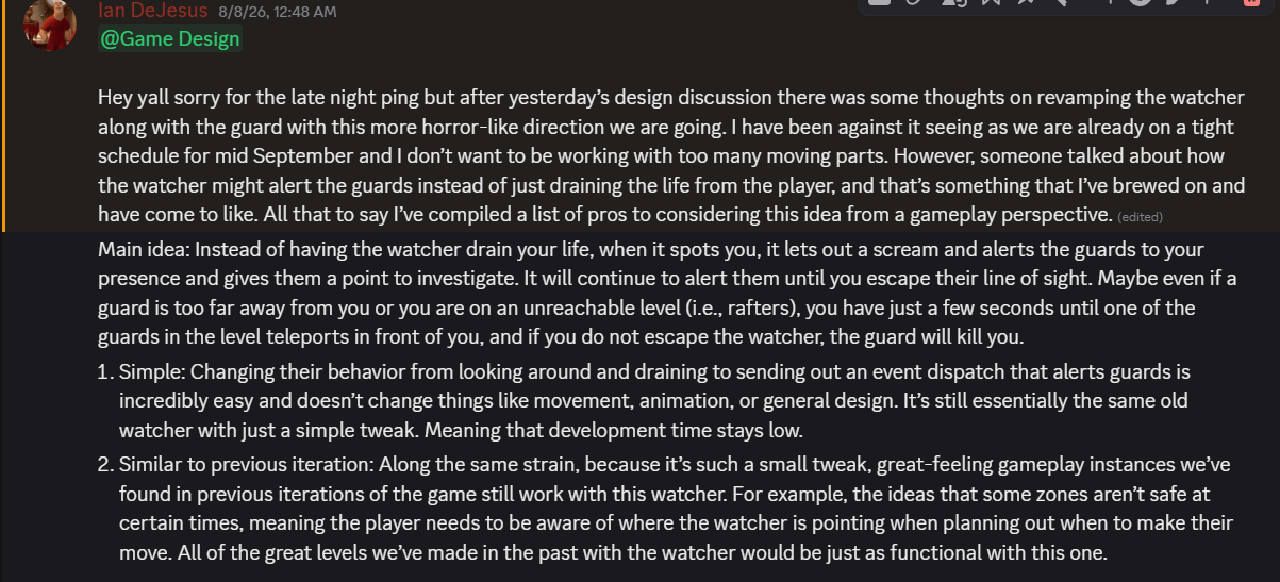 Ian DeJesus 8/8/26, 12:48 AM
@Game Design
Hey yall sorry for the late night ping but after yesterday's design discussion there was some thoughts on revamping the watcher
along with the guard with this more horror-like direction we are going. I have been against it seeing as we are already on a tight
schedule for mid September and I don't want to be working with too many moving parts. However, someone talked about how
the watcher might alert the guards instead of just draining the life from the player, and that's something that I've brewed on and
have come to like. All that to say I've compiled a list of pros to considering this idea from a gameplay perspective. (edited)
Main idea: Instead of having the watcher drain your life, when it spots you, it lets out a scream and alerts the guards to your
presence and gives them a point to investigate. It will continue to alert them until you escape their line of sight. Maybe even if a
guard is too far away from you or you are on an unreachable level (i.e., rafters), you have just a few seconds until one of the
guards in the level teleports in front of you, and if you do not escape the watcher, the guard will kill you.
1. Simple: Changing their behavior from looking around and draining to sending out an event dispatch that alerts guards is
incredibly easy and doesn't change things like movement, animation, or general design. It's still essentially the same old
watcher with just a simple tweak. Meaning that development time stays low.
2. Similar to previous iteration: Along the same strain, because it's such a small tweak, great-feeling gameplay instances we've
found in previous iterations of the game still work with this watcher. For example, the ideas that some zones aren't safe at
certain times, meaning the player needs to be aware of where the watcher is pointing when planning out when to make their
move. All of the great levels we've made in the past with the watcher would be just as functional with this one.